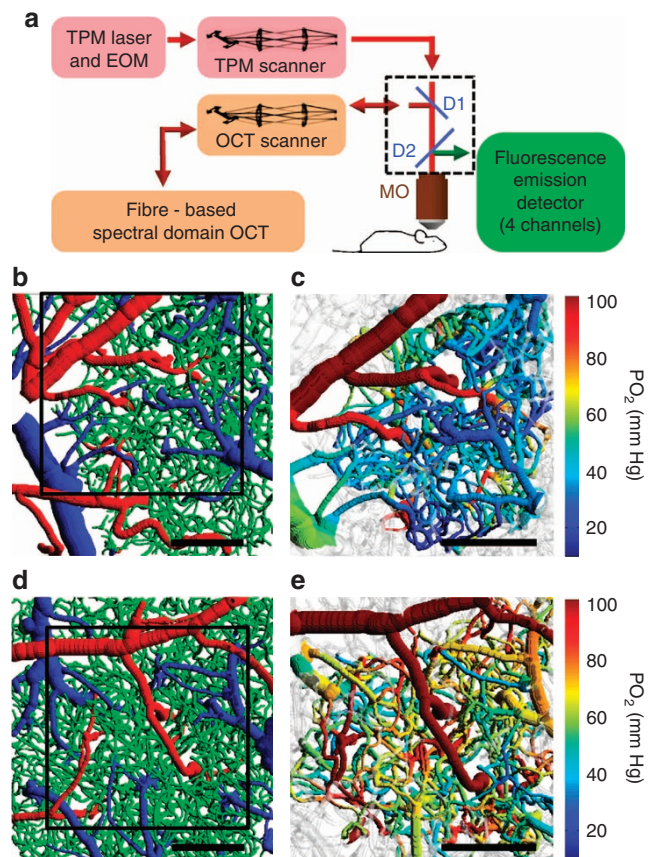 a
TPM laser
and EOM
TPM scanner
OCT scanner
Fibre - based
spectral domain OCT
D1
D2
MO
Fluorescence
emission
detector
(4 channels)
b
c
100
80
60
40
20
PO2 (mm Hg)
d
e
100
80
60
40
20
PO2 (mm Hg)